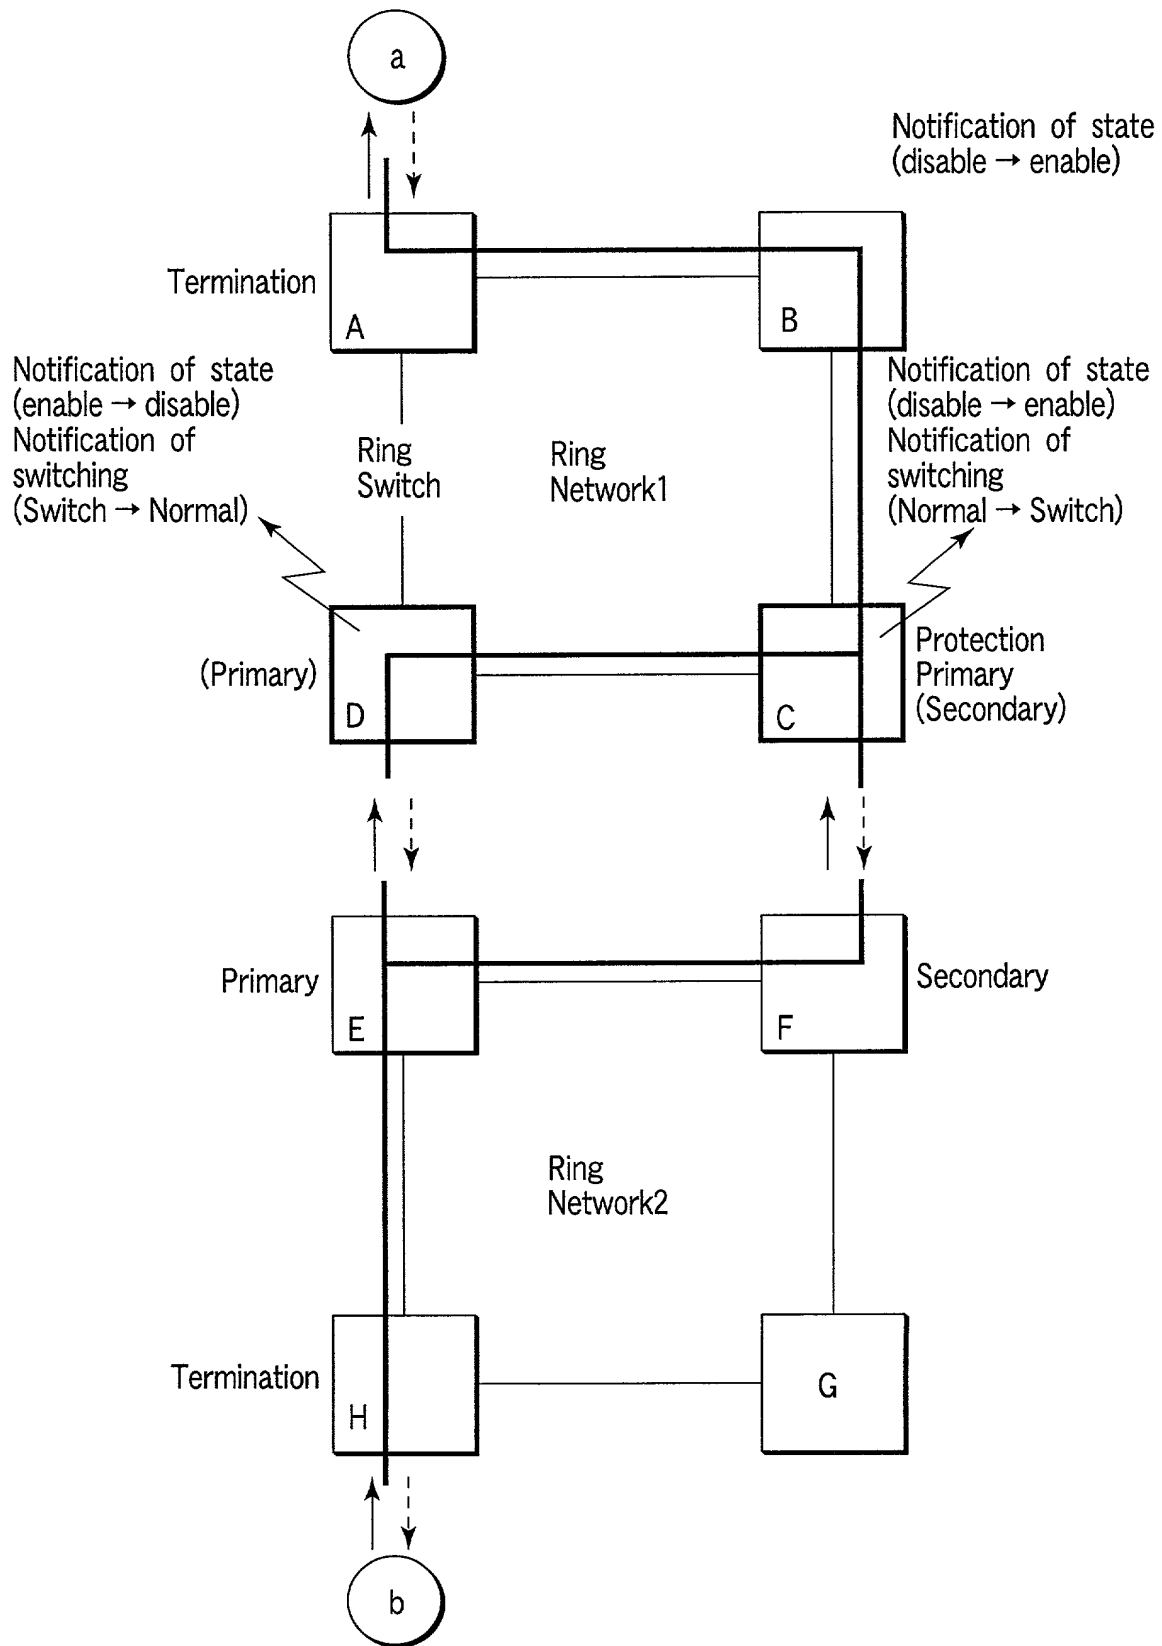 a
Notification of state
(disable → enable)
Termination
A
B
Notification of state
(enable → disable)
Notification of
switching
(Switch → Normal)
Ring
Switch
Ring
Network1
Notification of state
(disable → enable)
Notification of
switching
(Normal → Switch)
(Primary)
D
C
Protection
Primary
(Secondary)
Primary
E
F
Secondary
Ring
Network2
Termination
H
G
b